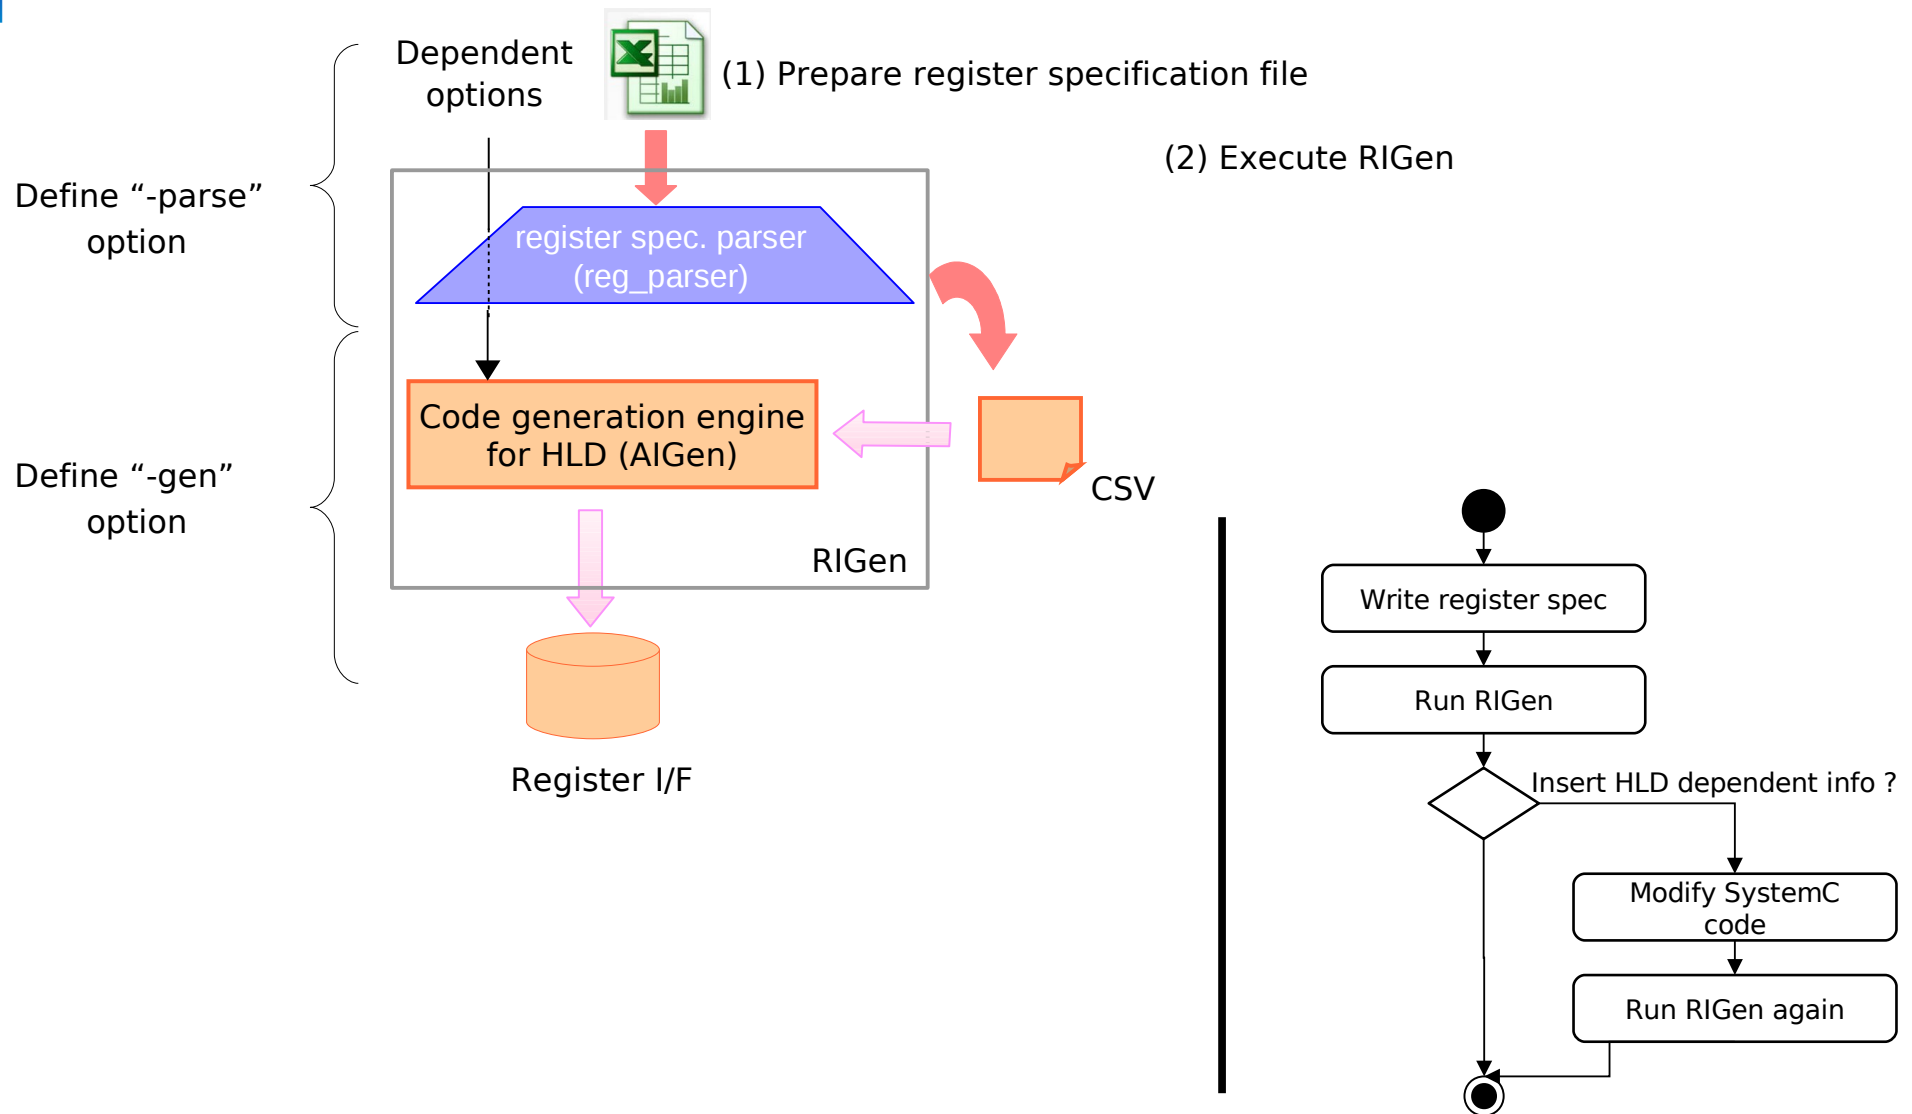 Dependent
options
(1) Prepare register specification file
(2) Execute RIGen
Define “-parse”
option
register spec. parser
(reg_parser)
Code generation engine
for HLD (AIGen)
Define “-gen”
option
CSV
RIGen
Register I/F
Write register spec
Run RIGen
Insert HLD dependent info ?
Modify SystemC
code
Run RIGen again